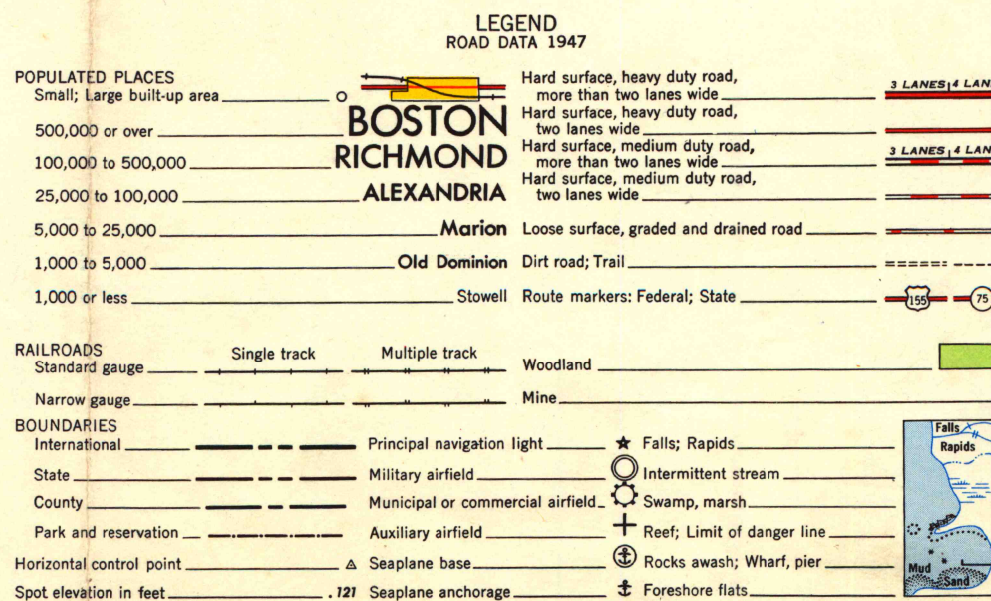 LEGEND
ROAD DATA 1947
POPULATED PLACES
Small; Large built-up area
500,000 or over BOSTON
100,000 to 500,000 RICHMOND
25,000 to 100,000 ALEXANDRIA
5,000 to 25,000 Marion
1,000 to 5,000 Old Dominion
1,000 or less Stowell
Hard surface, heavy duty road,
more than two lanes wide 3 LANES 4 LAN
Hard surface, heavy duty road,
two lanes wide
Hard surface, medium duty road,
more than two lanes wide 3 LANES 4 LAN
Hard surface, medium duty road,
two lanes wide
Loose surface, graded and drained road
Dirt road; Trail
Route markers: Federal; State 155 75
RAILROADS Single track Multiple track
Standard gauge
Narrow gauge
Woodland
Mine
BOUNDARIES
International
State
County
Park and reservation
Horizontal control point
Spot elevation in feet .121
Principal navigation light
Military airfield
Municipal or commercial airfield
Auxiliary airfield
Seaplane base
Seaplane anchorage
Falls; Rapids
Intermittent stream
Swamp, marsh
Reef; Limit of danger line
Rocks awash; Wharf, pier
Foreshore flats
Falls
Rapids
Mud
Sand